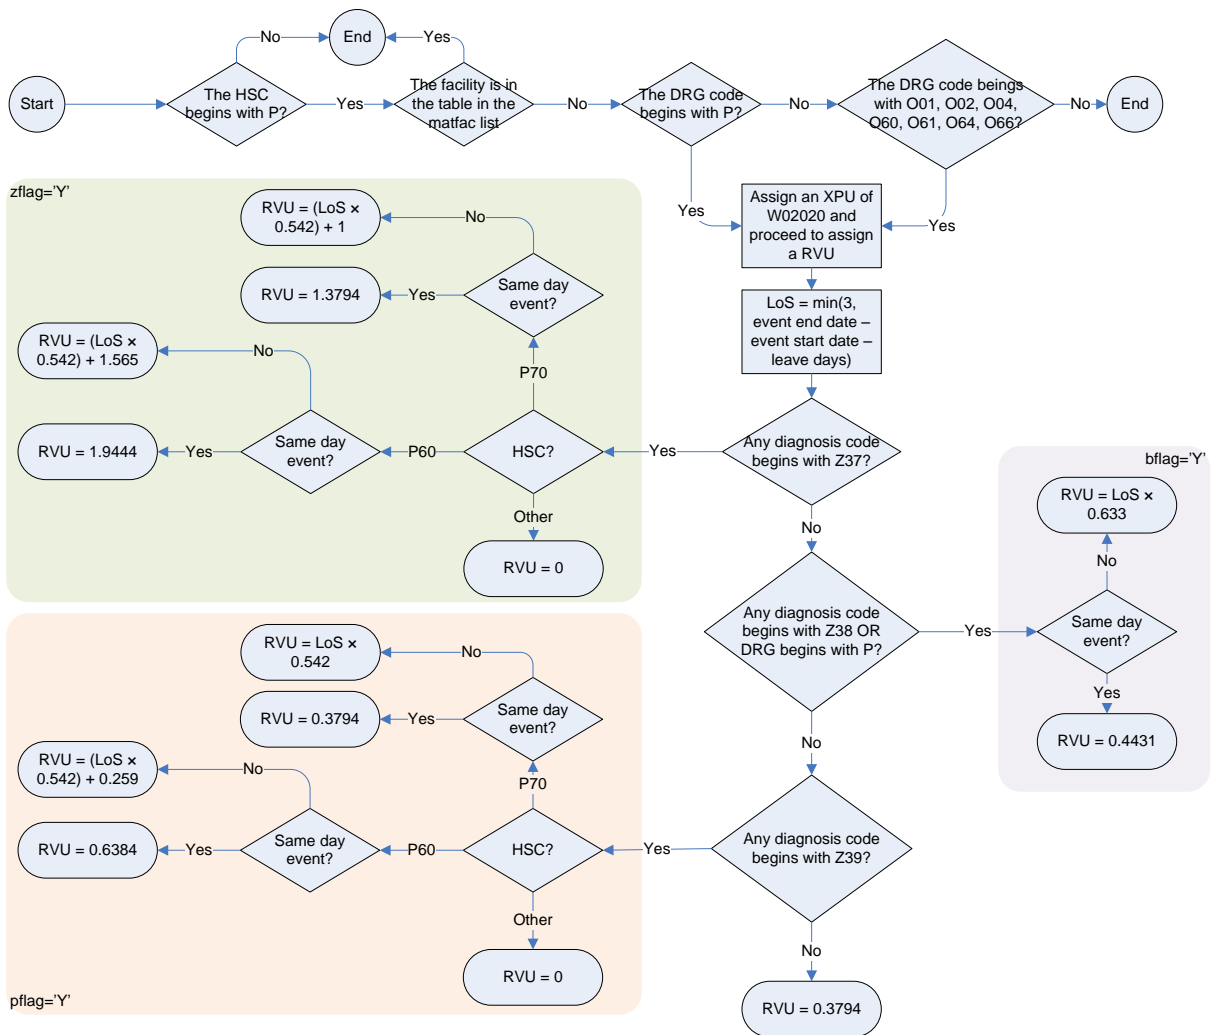 No
End
Yes
Start
The HSC
begins with P?
Yes
The facility is in
the table in the
matfac list
No
The DRG code
begins with P?
No
The DRG code beings
with O01, O02, O04,
O60, O61, O64, O66?
No
End
Yes
Assign an XPU of
W02020 and
proceed to assign
a RVU
Yes
LoS = min(3,
event end date –
event start date –
leave days)
Any diagnosis code
begins with Z37?
Yes
No
zflag='Y'
RVU = (LoS ×
0.542) + 1
No
RVU = 1.3794
Yes
Same day
event?
P70
RVU = (LoS ×
0.542) + 1.565
No
RVU = 1.9444
Yes
Same day
event?
P60
HSC?
Other
RVU = 0
Any diagnosis code
begins with Z38 OR
DRG begins with P?
Yes
No
bflag='Y'
RVU = LoS ×
0.633
No
Same day
event?
Yes
RVU = 0.4431
Any diagnosis code
begins with Z39?
Yes
No
RVU = 0.3794
RVU = LoS ×
0.542
No
RVU = 0.3794
Yes
Same day
event?
P70
RVU = (LoS ×
0.542) + 0.259
No
RVU = 0.6384
Yes
Same day
event?
P60
HSC?
Other
RVU = 0
pflag='Y'